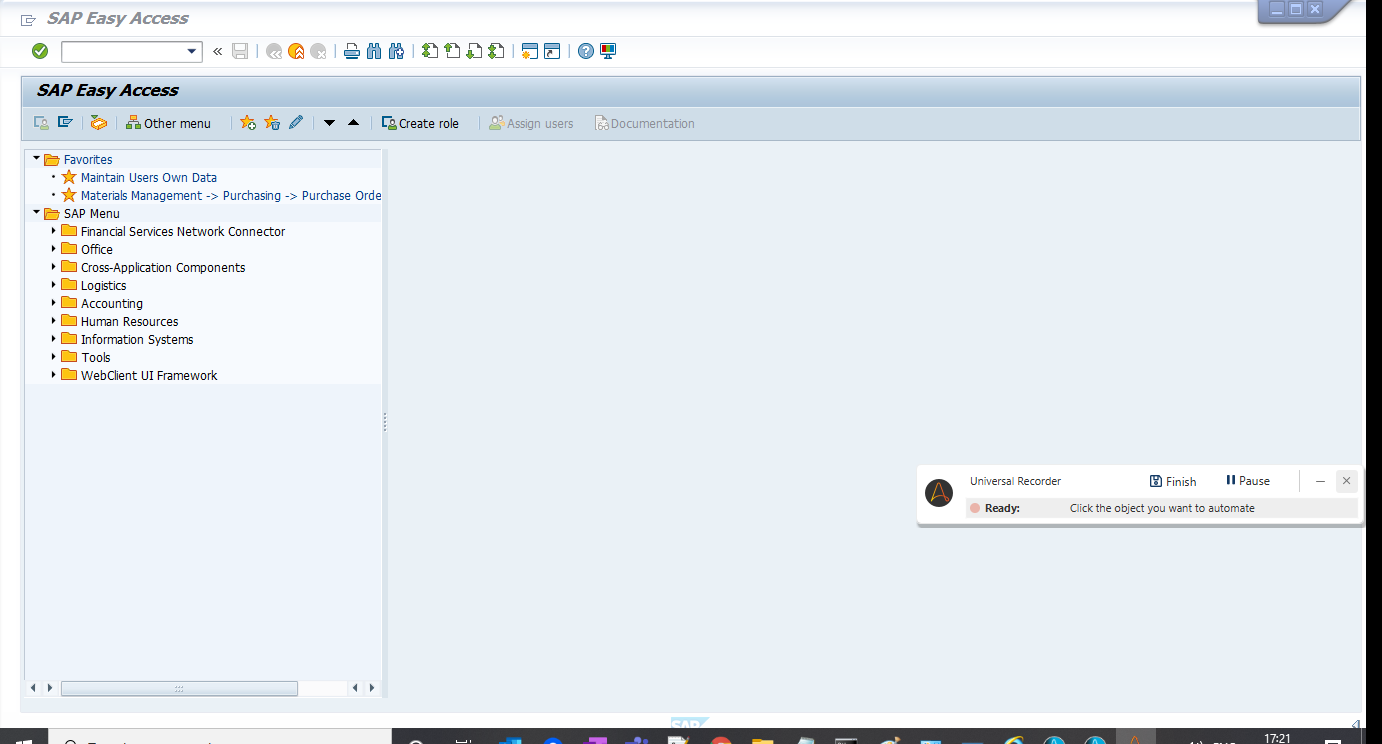 SAP Easy Access
SAP Easy Access
Other menu Create role Assign users Documentation
Favorites
Maintain Users Own Data
Materials Management -> Purchasing -> Purchase Orde
SAP Menu
Financial Services Network Connector
Office
Cross-Application Components
Logistics
Accounting
Human Resources
Information Systems
Tools
WebClient UI Framework
Universal Recorder Finish Pause
Ready: Click the object you want to automate
SAP
17:21